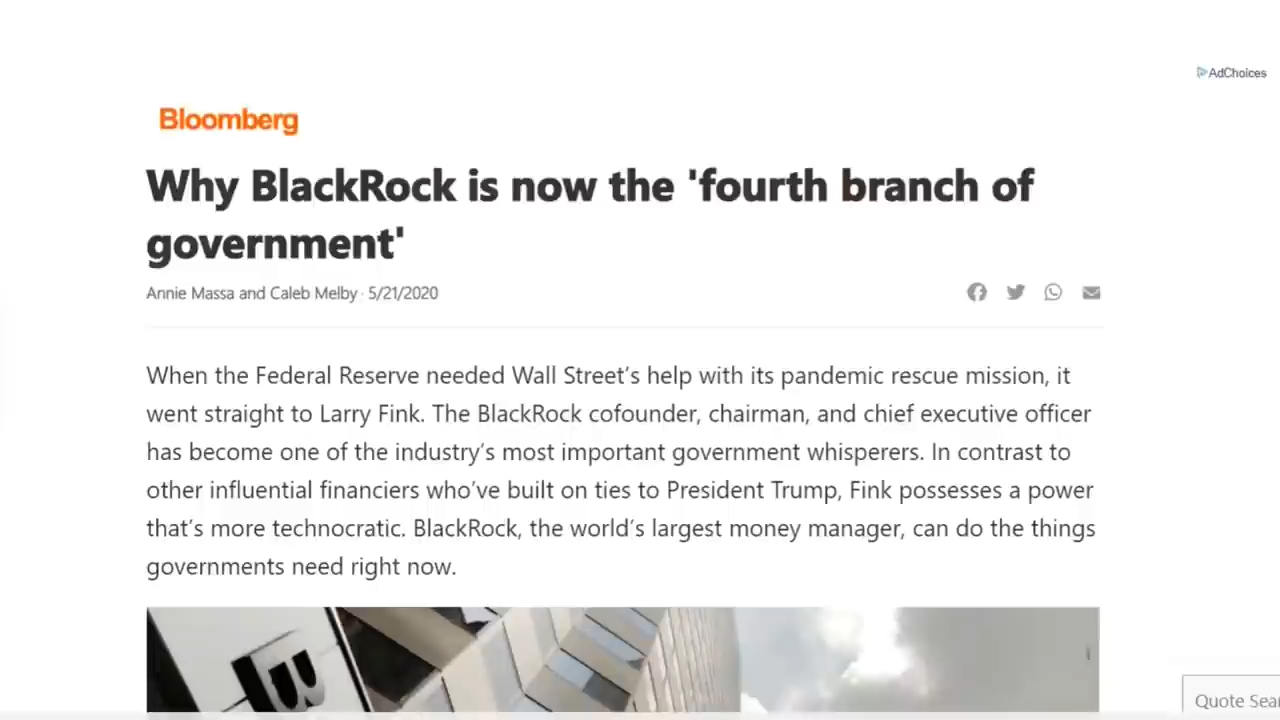 AdChoices
Bloomberg
Why BlackRock is now the 'fourth branch of
government'
Annie Massa and Caleb Melby · 5/21/2020
When the Federal Reserve needed Wall Street’s help with its pandemic rescue mission, it
went straight to Larry Fink. The BlackRock cofounder, chairman, and chief executive officer
has become one of the industry’s most important government whisperers. In contrast to
other influential financiers who’ve built on ties to President Trump, Fink possesses a power
that’s more technocratic. BlackRock, the world’s largest money manager, can do the things
governments need right now.
B
Quote